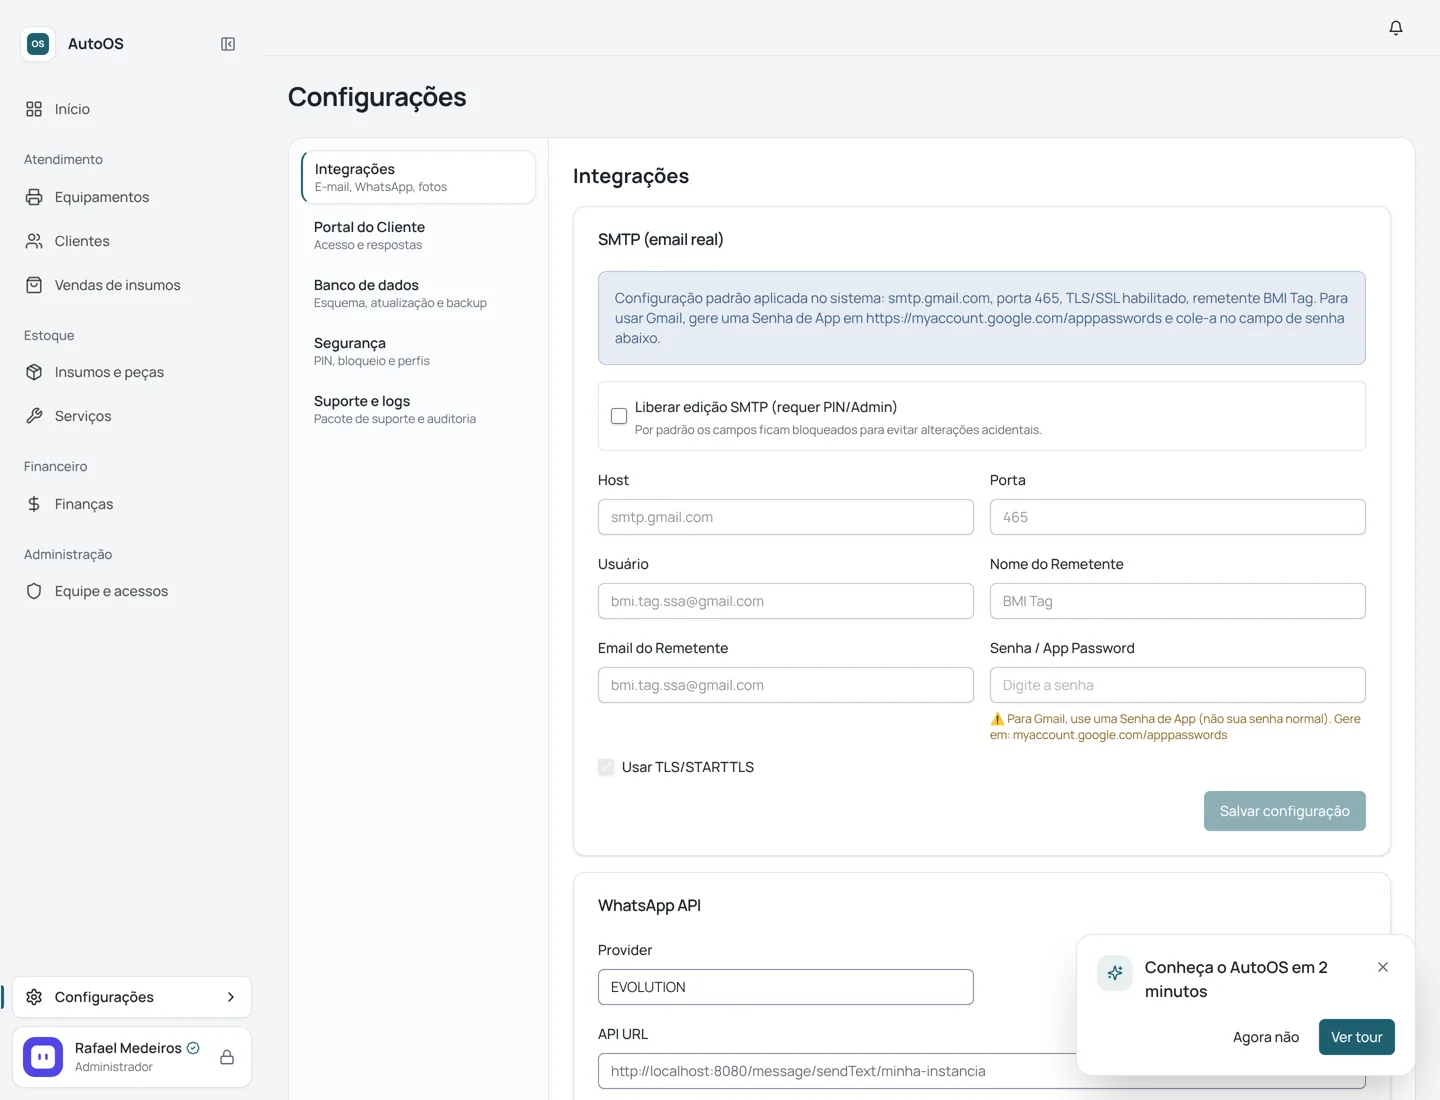 OS
AutoOS
Início
Atendimento
Equipamentos
Clientes
Vendas de insumos
Estoque
Insumos e peças
Serviços
Financeiro
Finanças
Administração
Equipe e acessos
Configurações
Rafael Medeiros
Administrador
Configurações
Integrações
E-mail, WhatsApp, fotos
Portal do Cliente
Acesso e respostas
Banco de dados
Esquema, atualização e backup
Segurança
PIN, bloqueio e perfis
Suporte e logs
Pacote de suporte e auditoria
Integrações
SMTP (email real)
Configuração padrão aplicada no sistema: smtp.gmail.com, porta 465, TLS/SSL habilitado, remetente BMI Tag. Para
usar Gmail, gere uma Senha de App em https://myaccount.google.com/apppasswords e cole-a no campo de senha
abaixo.
Liberar edição SMTP (requer PIN/Admin)
Por padrão os campos ficam bloqueados para evitar alterações acidentais.
Host
smtp.gmail.com
Porta
465
Usuário
bmi.tag.ssa@gmail.com
Nome do Remetente
BMI Tag
Email do Remetente
bmi.tag.ssa@gmail.com
Senha / App Password
Digite a senha
⚠️ Para Gmail, use uma Senha de App (não sua senha normal). Gere
em: myaccount.google.com/apppasswords
Usar TLS/STARTTLS
Salvar configuração
WhatsApp API
Provider
EVOLUTION
API URL
http://localhost:8080/message/sendText/minha-instancia
Conheça o AutoOS em 2
minutos
Agora não
Ver tour